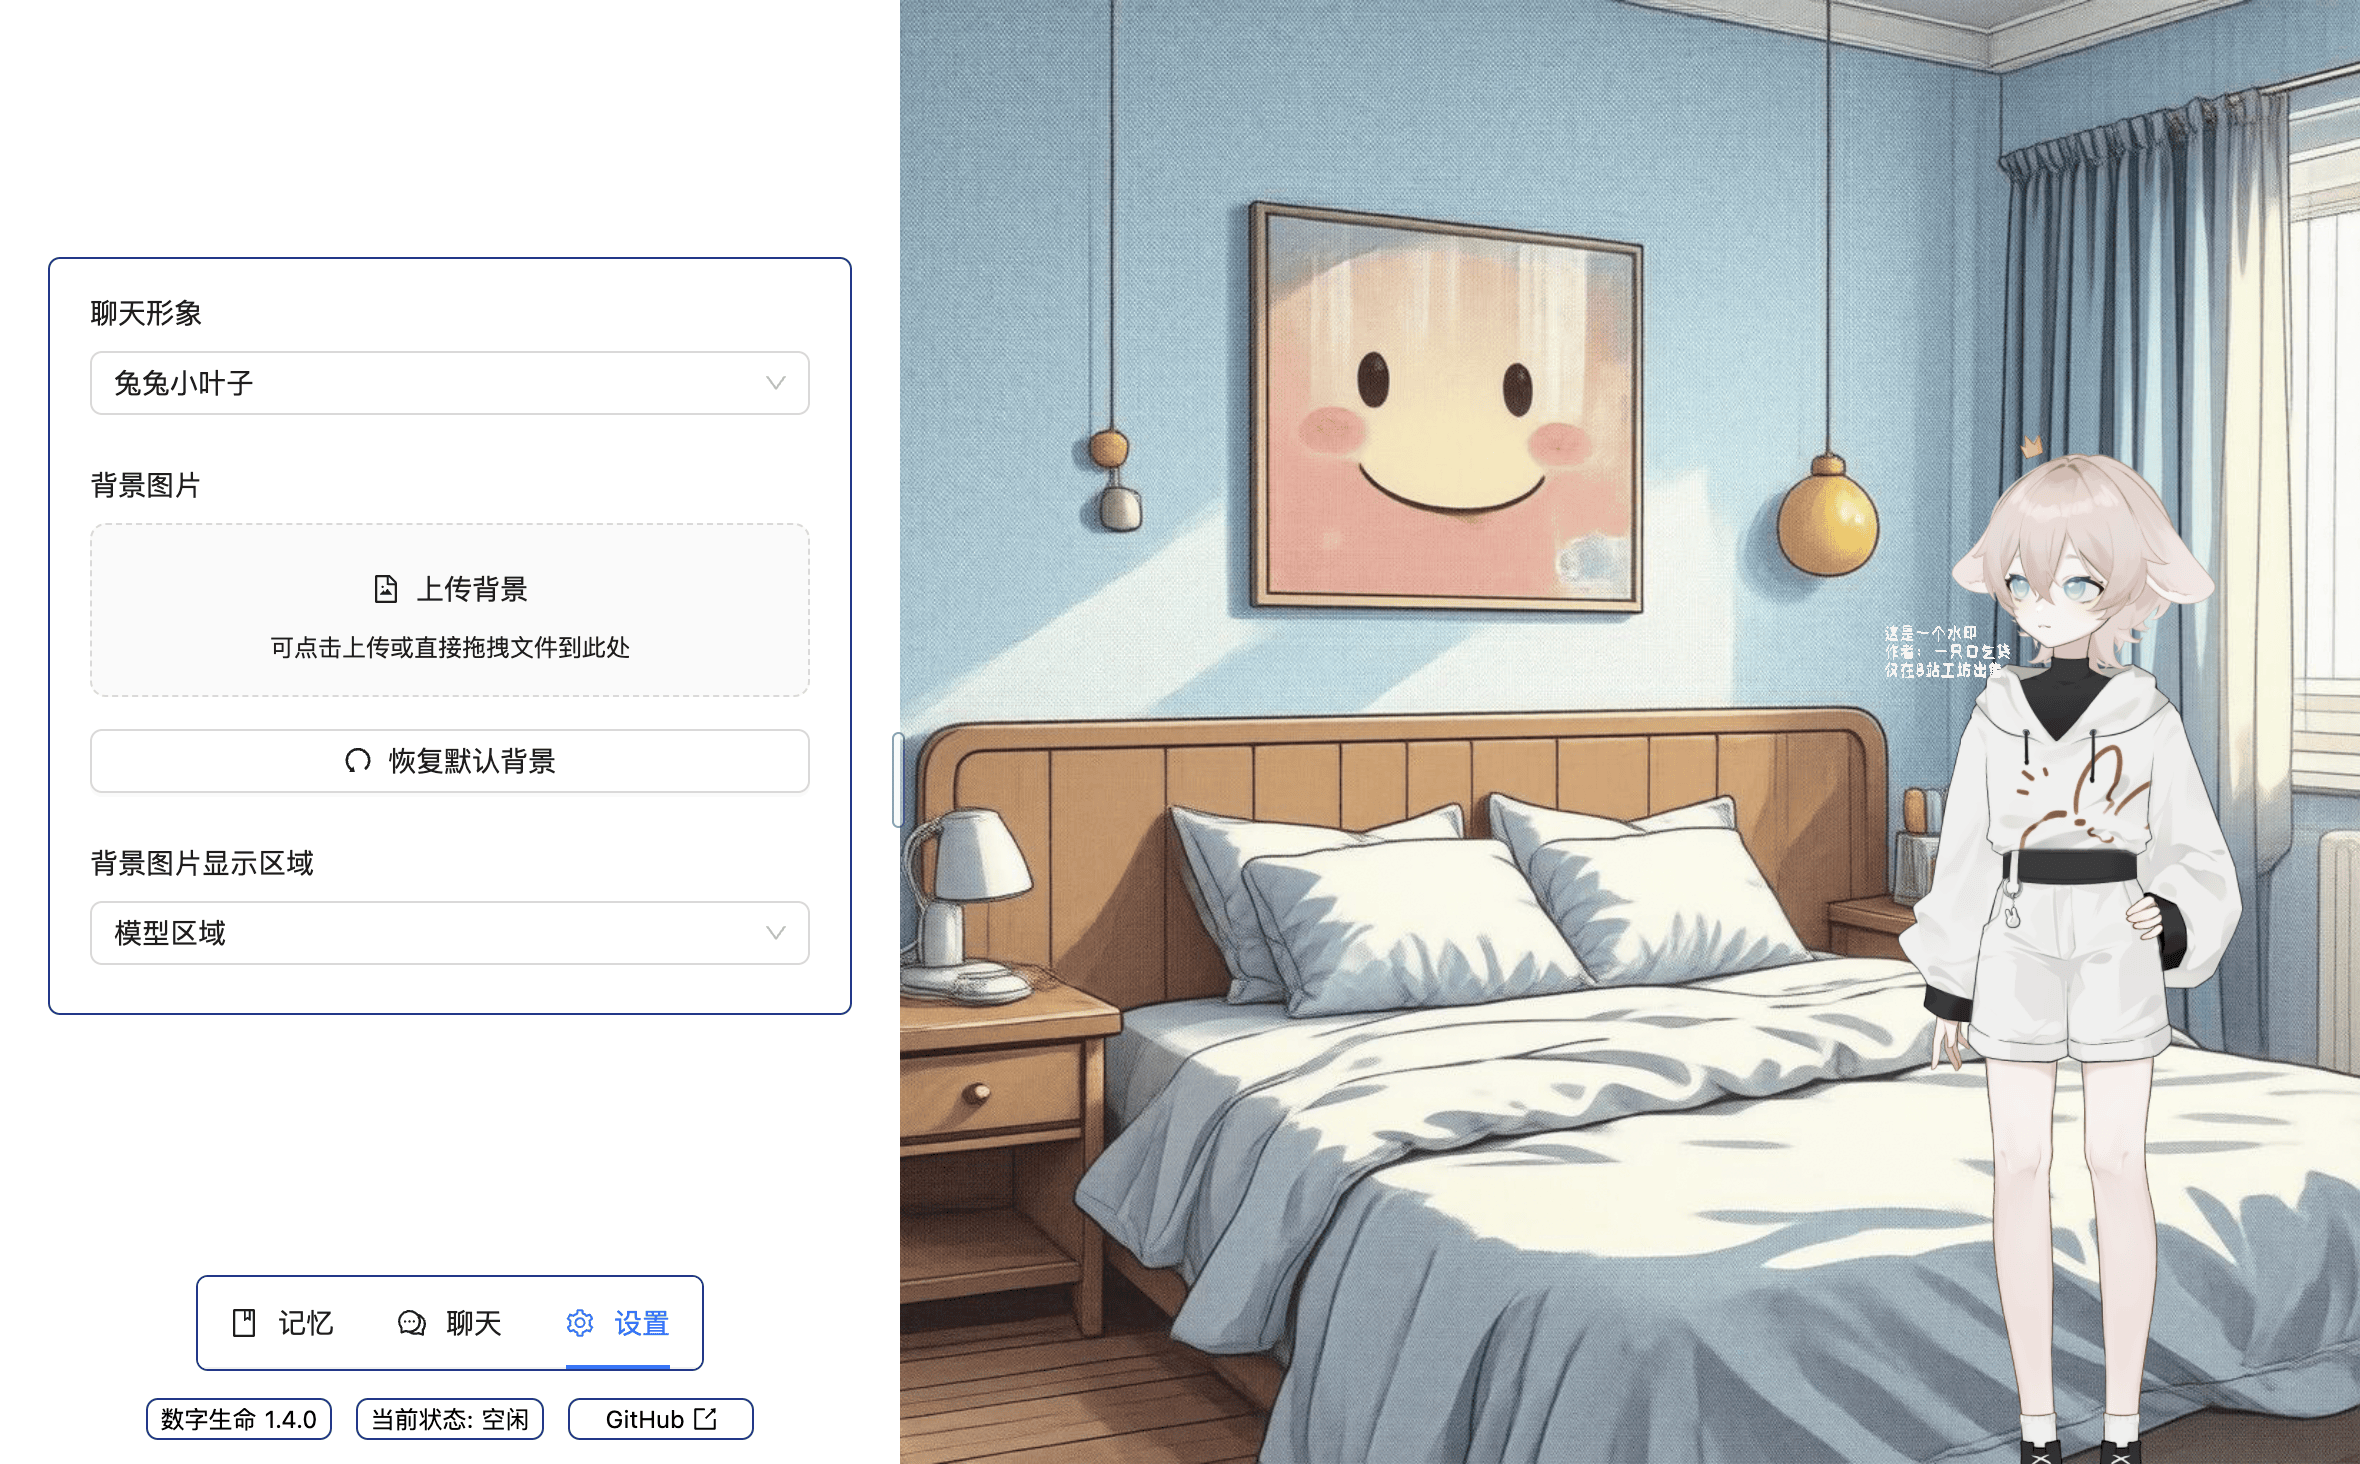 聊天形象
兔兔小叶子
背景图片
上传背景
可点击上传或直接拖拽文件到此处
恢复默认背景
背景图片显示区域
模型区域
记忆
聊天
设置
数字生命 1.4.0
当前状态: 空闲
GitHub
这是一个水印
作者：一只口乞货
仅在B站工坊出售